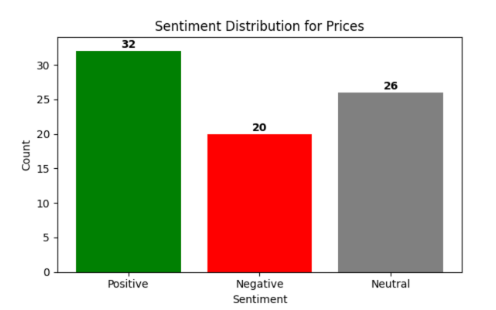 Sentiment Distribution for Prices
32
20
26
30
25
20
15
10
5
0
Count
Positive
Negative
Neutral
Sentiment